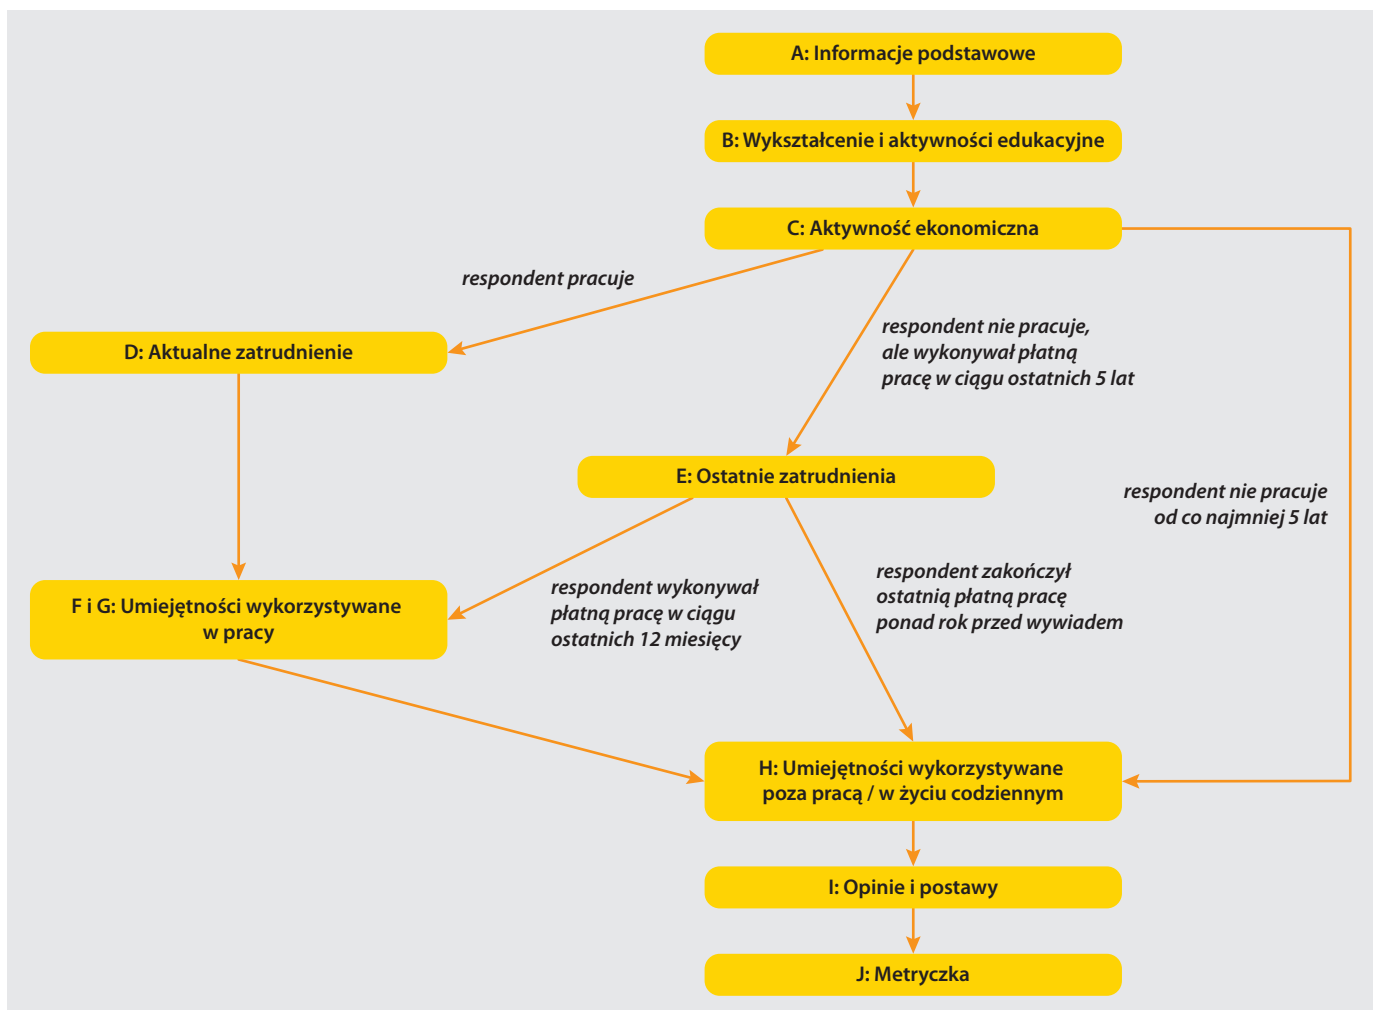 A: Informacje podstawowe
B: Wykształcenie i aktywności edukacyjne
C: Aktywność ekonomiczna
respondent pracuje
respondent nie pracuje,
ale wykonywał płatną
pracę w ciągu ostatnich 5 lat
D: Aktualne zatrudnienie
E: Ostatnie zatrudnienia
respondent nie pracuje
od co najmniej 5 lat
F i G: Umiejętności wykorzystywane
w pracy
respondent wykonywał
płatną pracę w ciągu
ostatnich 12 miesięcy
respondent zakończył
ostatnią płatną pracę
ponad rok przed wywiadem
H: Umiejętności wykorzystywane
poza pracą / w życiu codziennym
I: Opinie i postawy
J: Metryczka